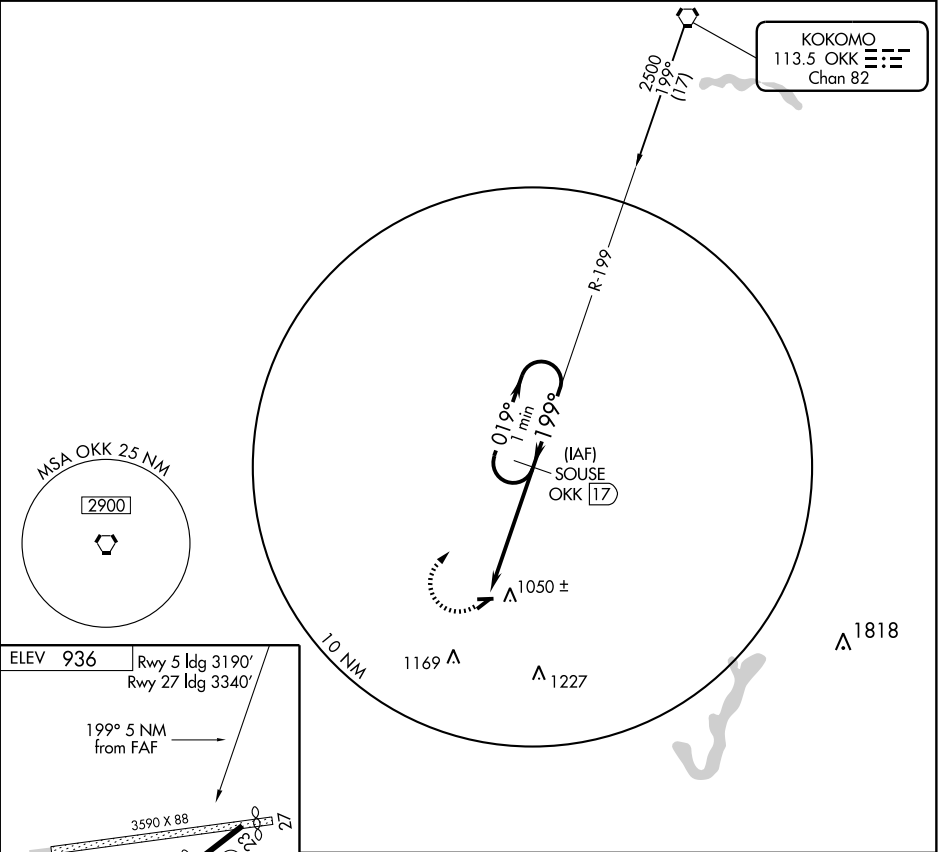 KOKOMO
113.5 OKK
Chan 82
2500
199°
(17)
R-199
019°
1 min
199°
(IAF)
SOUSE
OKK 17
MSA OKK 25 NM
2900
1050 ±
1818
1169
1227
10 NM
ELEV 936
Rwy 5 ldg 3190'
Rwy 27 ldg 3340'
199° 5 NM
from FAF
3590 X 88
27
23